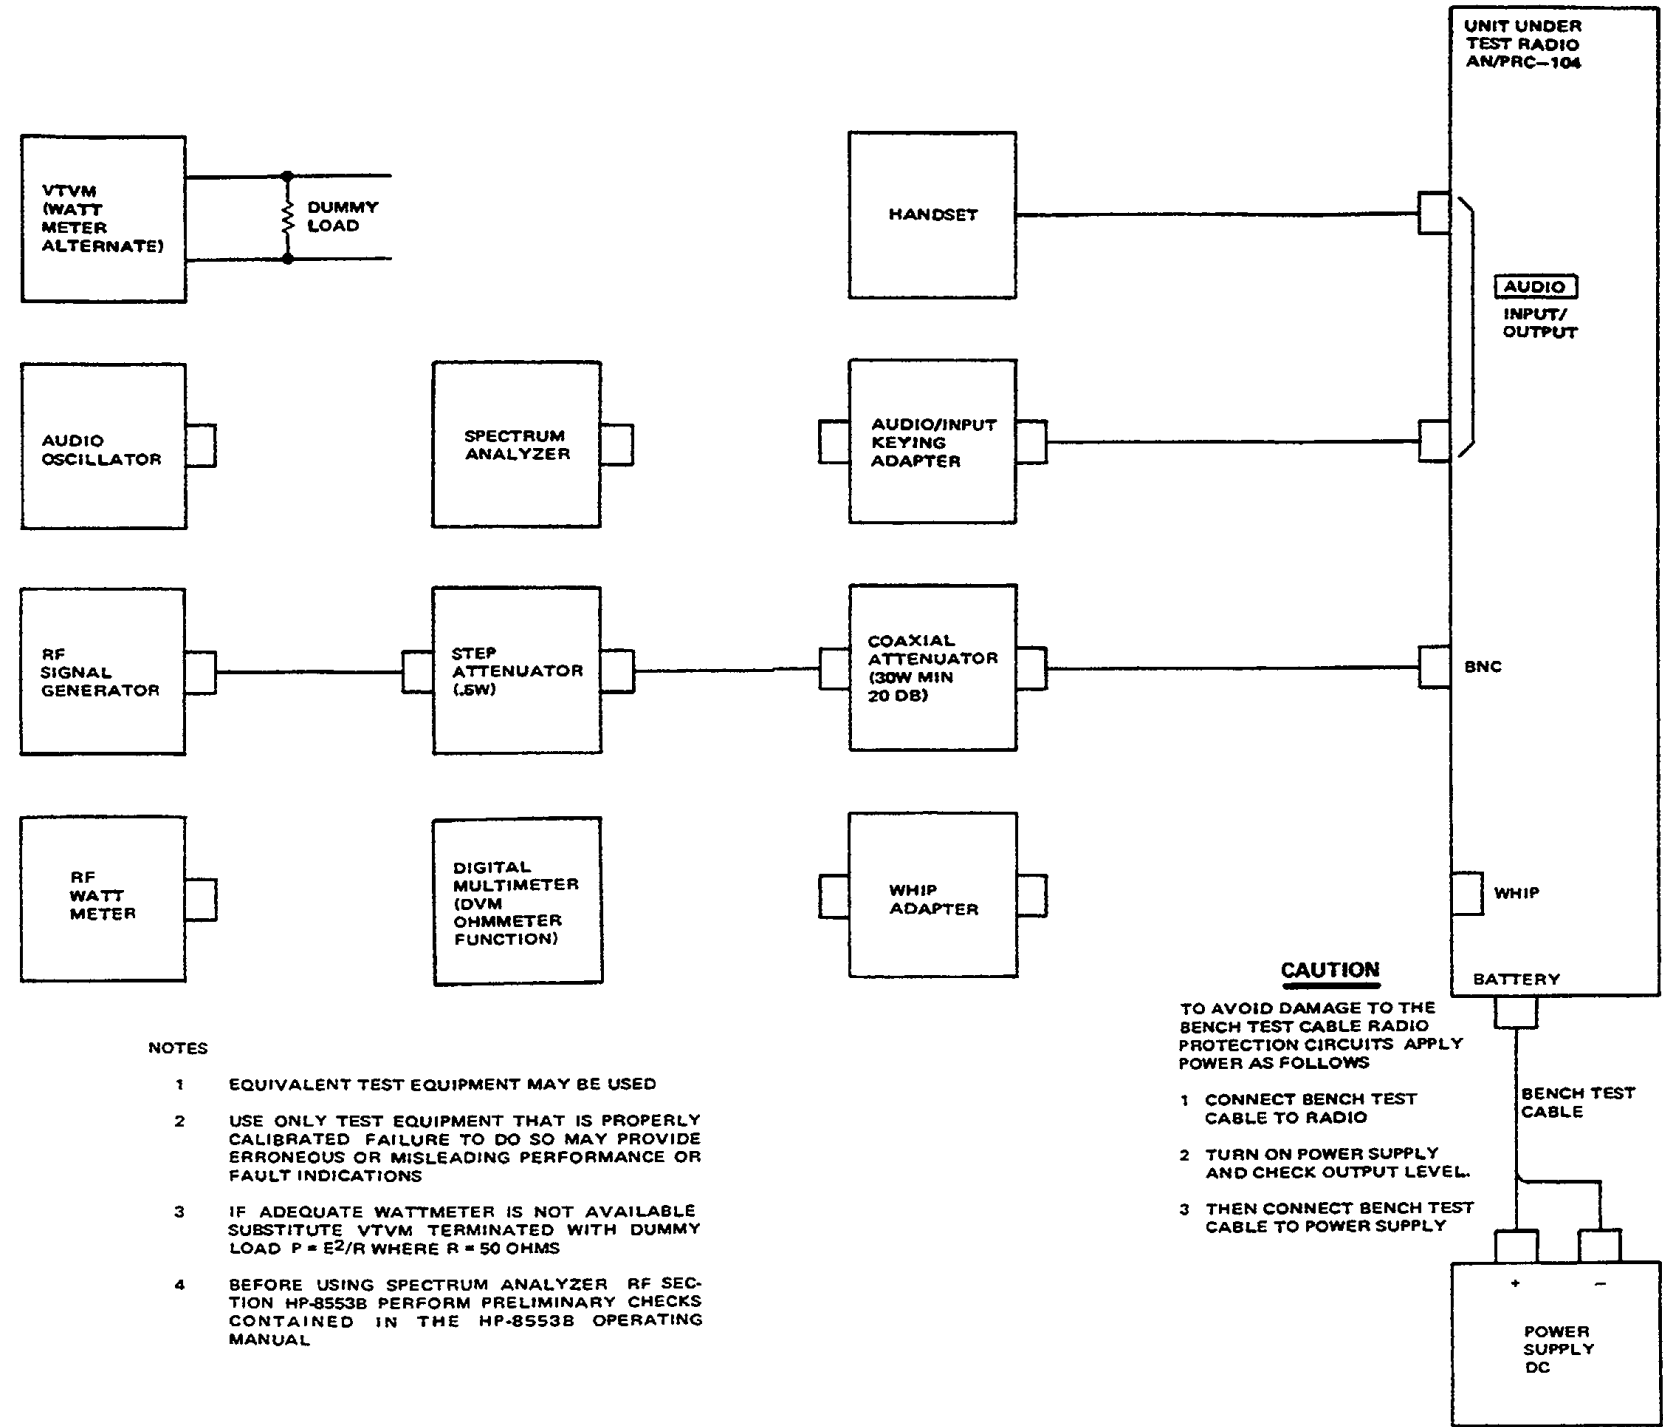 UNIT UNDER
TEST RADIO
AN/PRC-104
VTVM
(WATT
METER
ALTERNATE)
DUMMY
LOAD
HANDSET
AUDIO
INPUT/
OUTPUT
AUDIO
OSCILLATOR
SPECTRUM
ANALYZER
AUDIO/INPUT
KEYING
ADAPTER
RF
SIGNAL
GENERATOR
STEP
ATTENUATOR
(.5W)
COAXIAL
ATTENUATOR
(30W MIN
20 DB)
BNC
RF
WATT
METER
DIGITAL
MULTIMETER
(DVM
OHMMETER
FUNCTION)
WHIP
ADAPTER
WHIP
BATTERY
CAUTION
TO AVOID DAMAGE TO THE
BENCH TEST CABLE RADIO
PROTECTION CIRCUITS APPLY
POWER AS FOLLOWS
1 CONNECT BENCH TEST
CABLE TO RADIO
2 TURN ON POWER SUPPLY
AND CHECK OUTPUT LEVEL.
3 THEN CONNECT BENCH TEST
CABLE TO POWER SUPPLY
BENCH TEST
CABLE
+ −
POWER
SUPPLY
DC
NOTES
1 EQUIVALENT TEST EQUIPMENT MAY BE USED
2 USE ONLY TEST EQUIPMENT THAT IS PROPERLY
CALIBRATED FAILURE TO DO SO MAY PROVIDE
ERRONEOUS OR MISLEADING PERFORMANCE OR
FAULT INDICATIONS
3 IF ADEQUATE WATTMETER IS NOT AVAILABLE
SUBSTITUTE VTVM TERMINATED WITH DUMMY
LOAD P = E²/R WHERE R = 50 OHMS
4 BEFORE USING SPECTRUM ANALYZER RF SEC-
TION HP-8553B PERFORM PRELIMINARY CHECKS
CONTAINED IN THE HP-8553B OPERATING
MANUAL